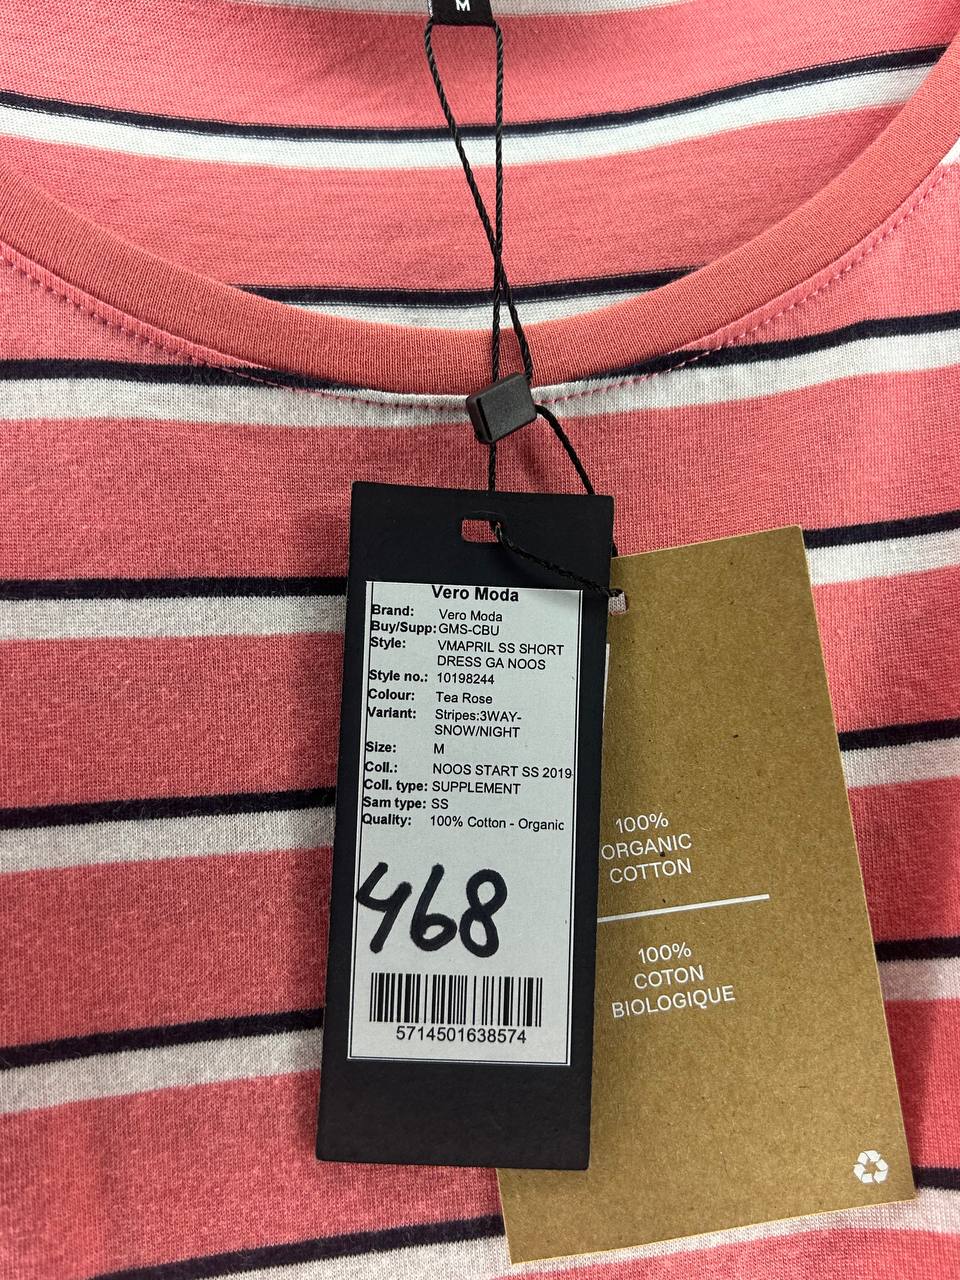 M
Vero Moda
Brand: Vero Moda
Buy/Supp: GMS-CBU
Style: VMAPRIL SS SHORT
DRESS GA NOOS
Style no.: 10198244
Colour: Tea Rose
Variant: Stripes:3WAY-
SNOW/NIGHT
Size: M
Coll.: NOOS START SS 2019
Coll. type: SUPPLEMENT
Sam type: SS
Quality: 100% Cotton - Organic
468
5714501638574
100%
ORGANIC
COTTON
100%
COTON
BIOLOGIQUE